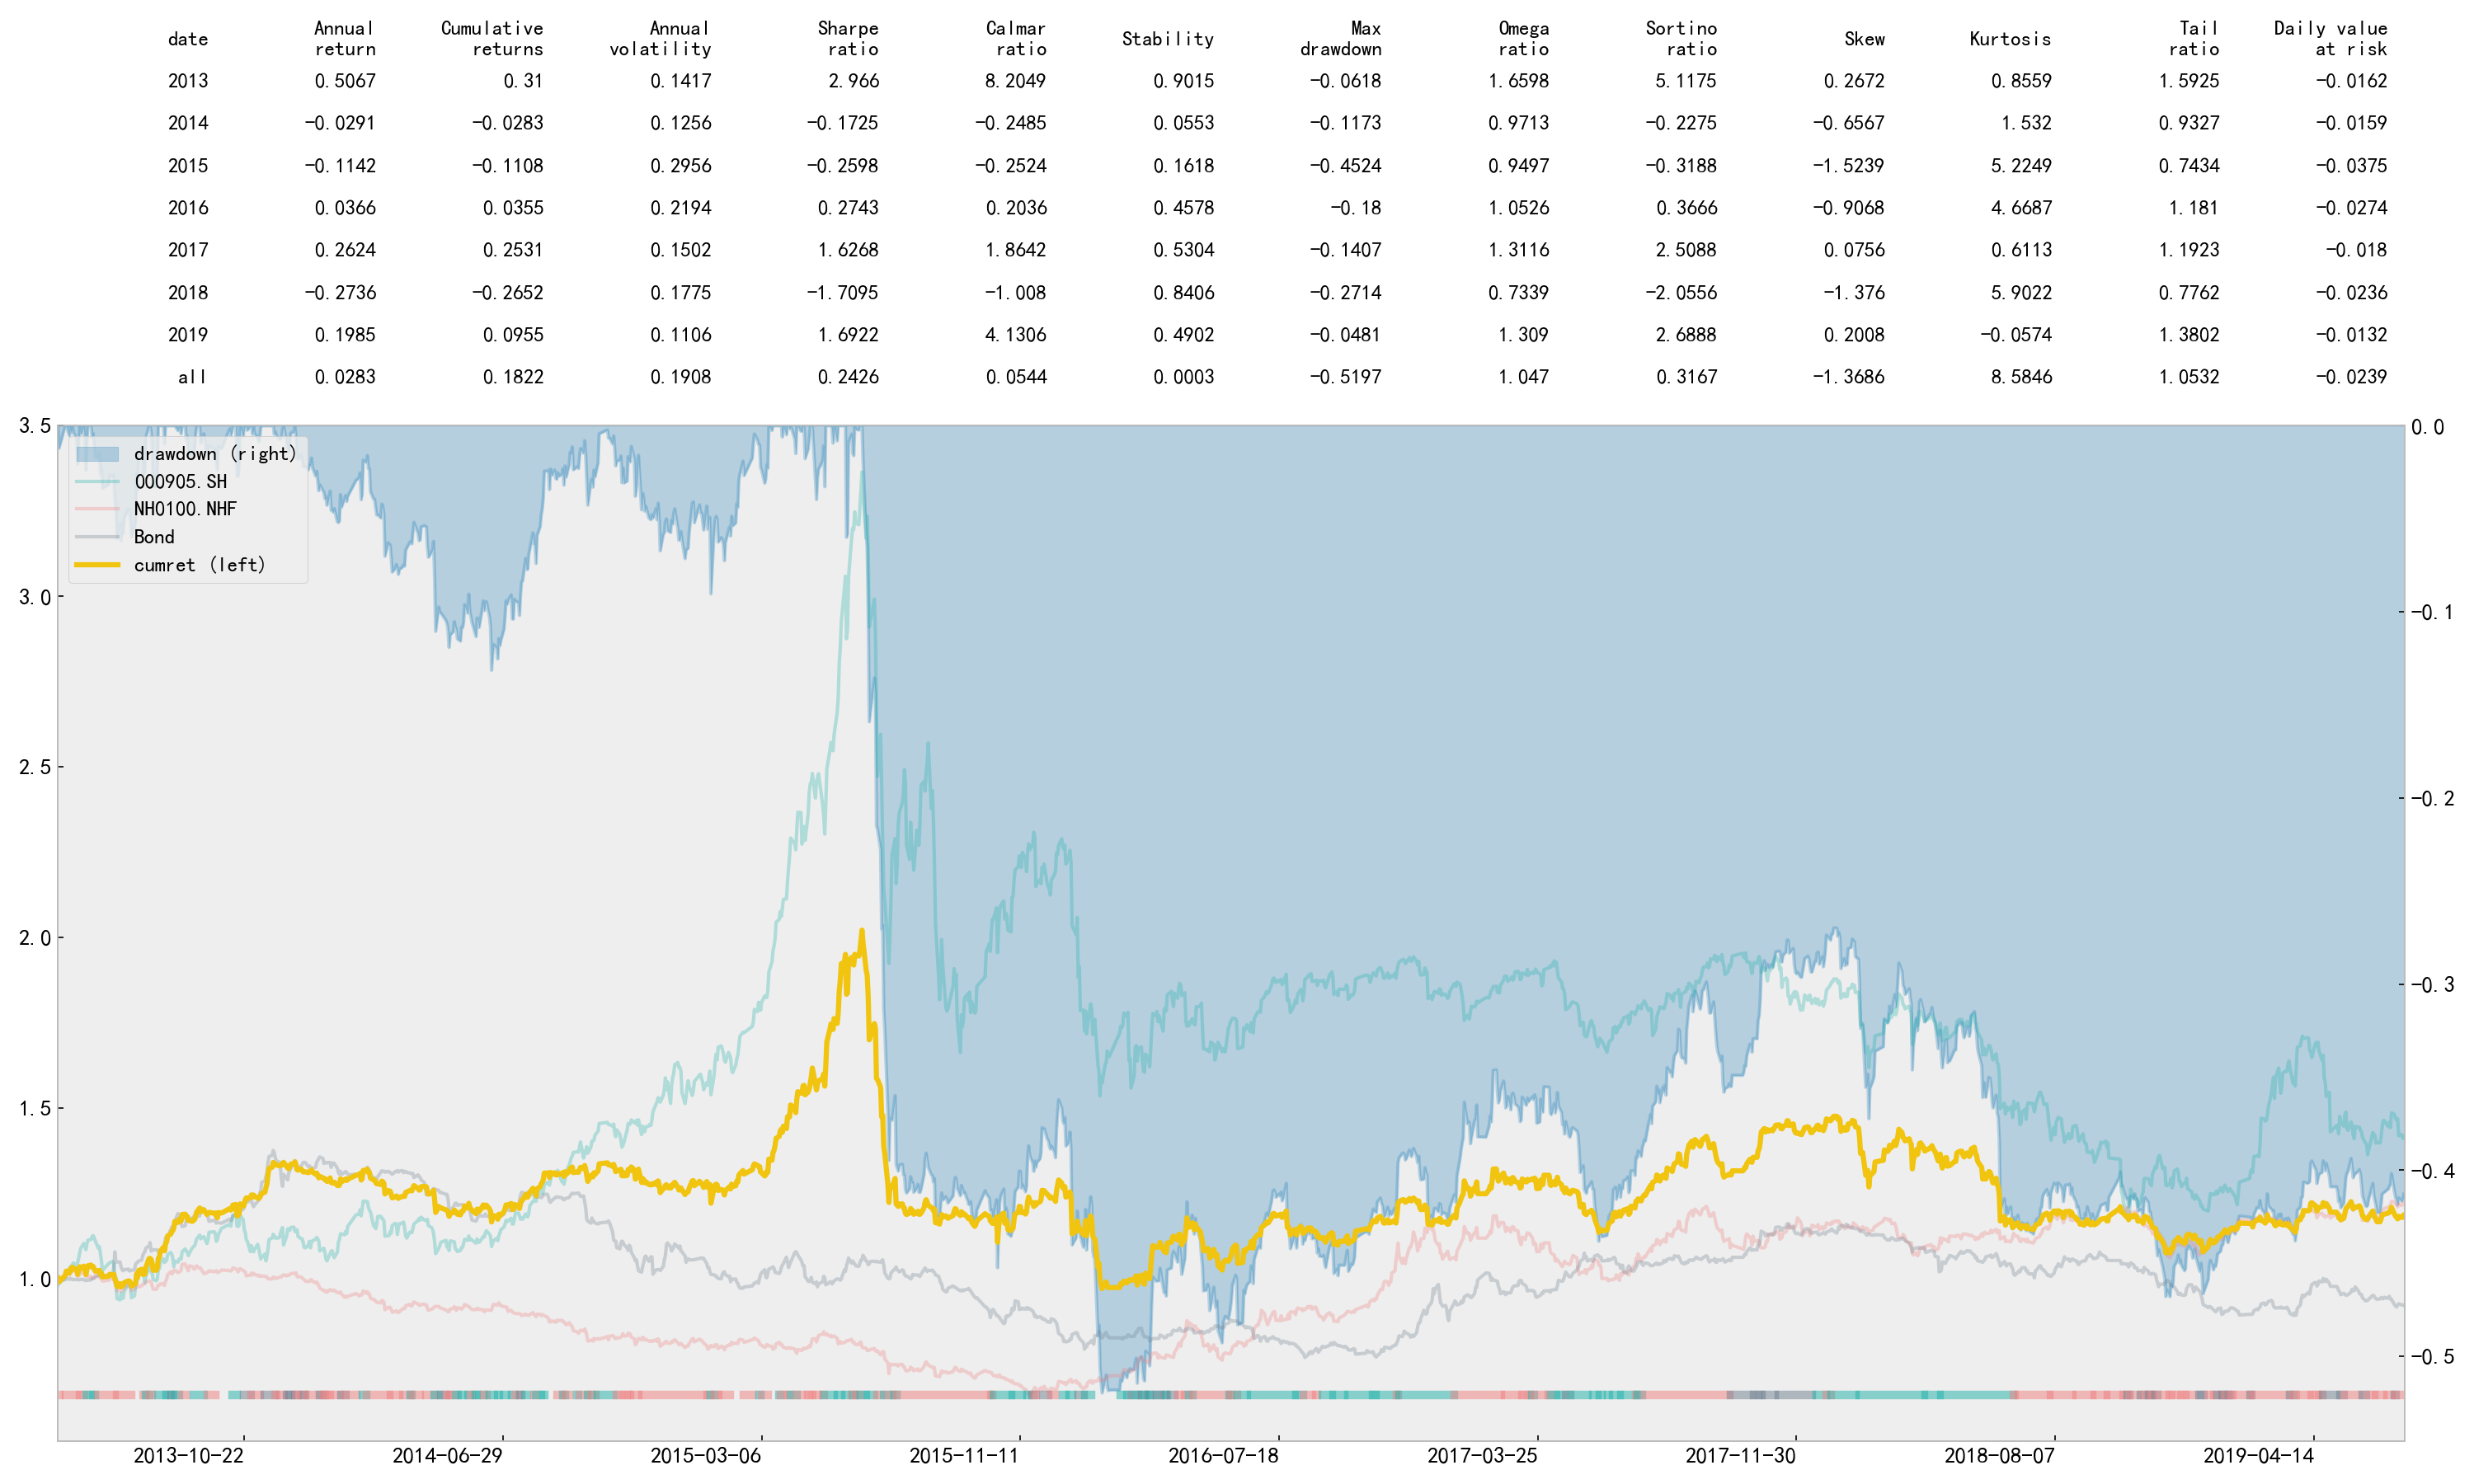 date Annual return Cumulative returns Annual volatility Sharpe ratio Calmar ratio Stability Max drawdown Omega ratio Sortino ratio Skew Kurtosis Tail ratio Daily value at risk
2013 0.5067 0.31 0.1417 2.966 8.2049 0.9015 −0.0618 1.6598 5.1175 0.2672 0.8559 1.5925 −0.0162
2014 −0.0291 −0.0283 0.1256 −0.1725 −0.2485 0.0553 −0.1173 0.9713 −0.2275 −0.6567 1.532 0.9327 −0.0159
2015 −0.1142 −0.1108 0.2956 −0.2598 −0.2524 0.1618 −0.4524 0.9497 −0.3188 −1.5239 5.2249 0.7434 −0.0375
2016 0.0366 0.0355 0.2194 0.2743 0.2036 0.4578 −0.18 1.0526 0.3666 −0.9068 4.6687 1.181 −0.0274
2017 0.2624 0.2531 0.1502 1.6268 1.8642 0.5304 −0.1407 1.3116 2.5088 0.0756 0.6113 1.1923 −0.018
2018 −0.2736 −0.2652 0.1775 −1.7095 −1.008 0.8406 −0.2714 0.7339 −2.0556 −1.376 5.9022 0.7762 −0.0236
2019 0.1985 0.0955 0.1106 1.6922 4.1306 0.4902 −0.0481 1.309 2.6888 0.2008 −0.0574 1.3802 −0.0132
all 0.0283 0.1822 0.1908 0.2426 0.0544 0.0003 −0.5197 1.047 0.3167 −1.3686 8.5846 1.0532 −0.0239
3.5
3.0
2.5
2.0
1.5
1.0
drawdown (right)
000905.SH
NH0100.NHF
Bond
cumret (left)
0.0
−0.1
−0.2
−0.3
−0.4
−0.5
2013−10−22 2014−06−29 2015−03−06 2015−11−11 2016−07−18 2017−03−25 2017−11−30 2018−08−07 2019−04−14